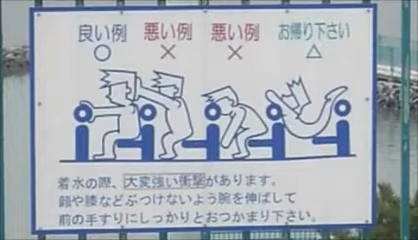 良い例 悪い例 悪い例 お帰り下さい
○ × × △
着水の際、大変強い衝撃があります。
顔や膝などぶつけないよう腕を伸ばして
前の手すりにしっかりとおつかまり下さい。